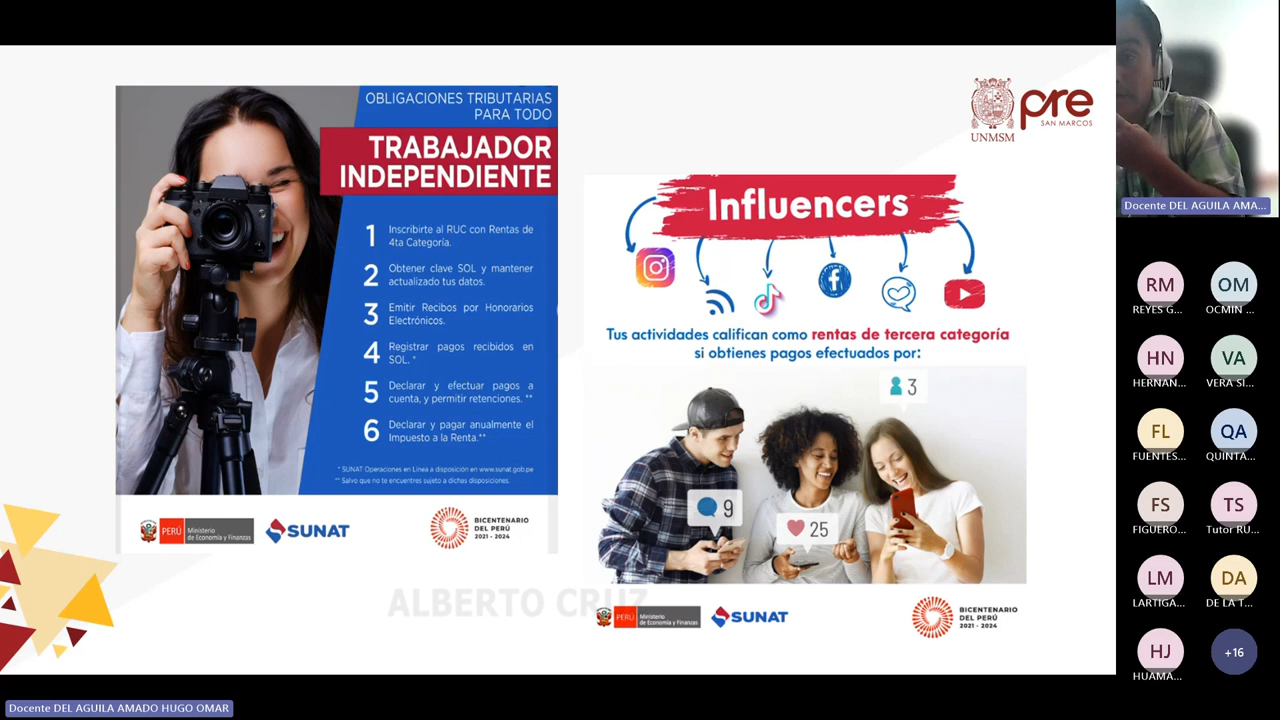 OBLIGACIONES TRIBUTARIAS
PARA TODO
TRABAJADOR
INDEPENDIENTE
1 Inscribirte al RUC con Rentas de
4ta Categoría.
2 Obtener clave SOL y mantener
actualizado tus datos.
3 Emitir Recibos por Honorarios
Electrónicos.
4 Registrar pagos recibidos en
SOL. *
5 Declarar y efectuar pagos a
cuenta, y permitir retenciones. **
6 Declarar y pagar anualmente el
Impuesto a la Renta.**
* SUNAT Operaciones en Línea a disposición en www.sunat.gob.pe
** Salvo que no te encuentres sujeto a dichas disposiciones.
PERÚ
Ministerio
de Economía y Finanzas
SUNAT
BICENTENARIO
DEL PERÚ
2021 - 2024
UNMSM
pre
SAN MARCOS
Influencers
Tus actividades califican como rentas de tercera categoría
si obtienes pagos efectuados por:
3
9
25
PERÚ
Ministerio
de Economía y Finanzas
SUNAT
BICENTENARIO
DEL PERÚ
2021 - 2024
ALBERTO CRUZ
Docente DEL AGUILA AMA...
RM
REYES G...
OM
OCMIN ...
HN
HERNAN...
VA
VERA SI...
FL
FUENTES...
QA
QUINTA...
FS
FIGUERO...
TS
Tutor RU...
LM
LARTIGA...
DA
DE LA T...
HJ
HUAMA...
+16
Docente DEL AGUILA AMADO HUGO OMAR